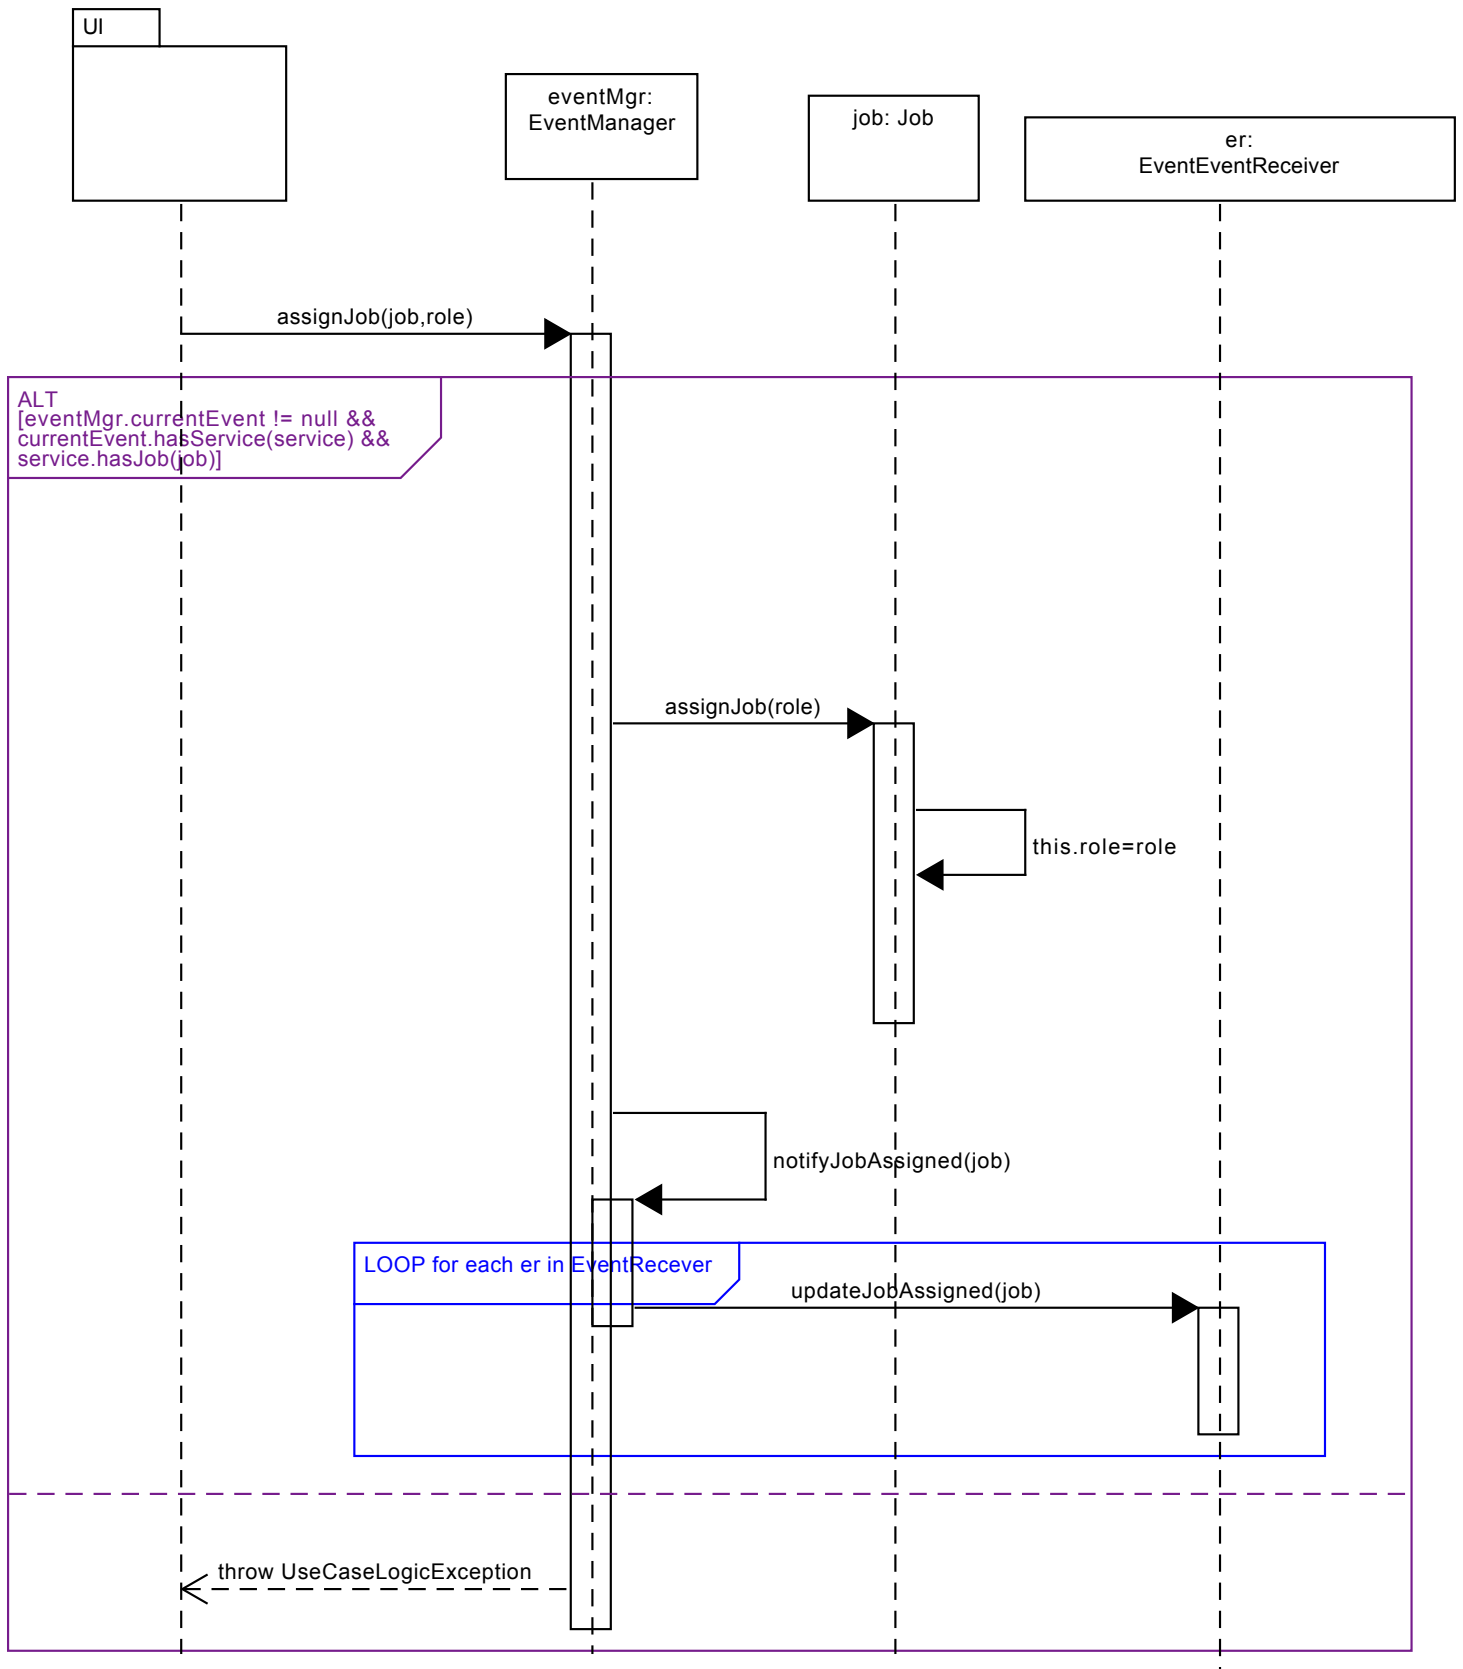 UI
eventMgr:
EventManager
job: Job
er:
EventEventReceiver
assignJob(job,role)
ALT
[eventMgr.currentEvent != null &&
currentEvent.hasService(service) &&
service.hasJob(job)]
assignJob(role)
this.role=role
notifyJobAssigned(job)
LOOP for each er in EventRecever
updateJobAssigned(job)
throw UseCaseLogicException